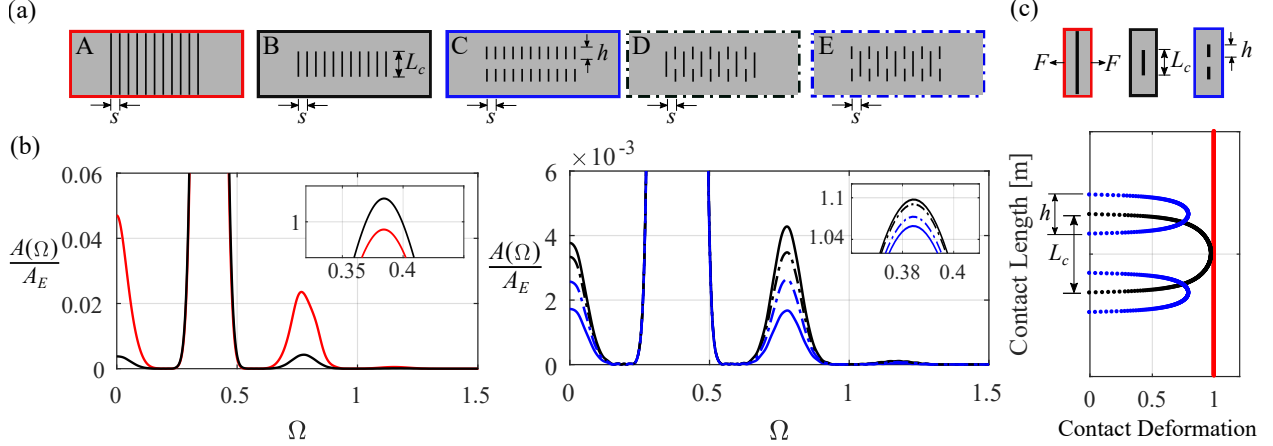 (a)
A
B
L_c
C
h
D
E
s
s
s
s
s
(b)
0.06
0.04
0.02
0
A(Ω)
A_E
1
0.35
0.4
0
0.5
1
1.5
Ω
×10^-3
6
4
2
0
A(Ω)
A_E
1.1
1.04
0.38
0.4
0
0.5
1
1.5
Ω
(c)
F
F
L_c
h
Contact Length [m]
h
L_c
0
0.5
1
Contact Deformation